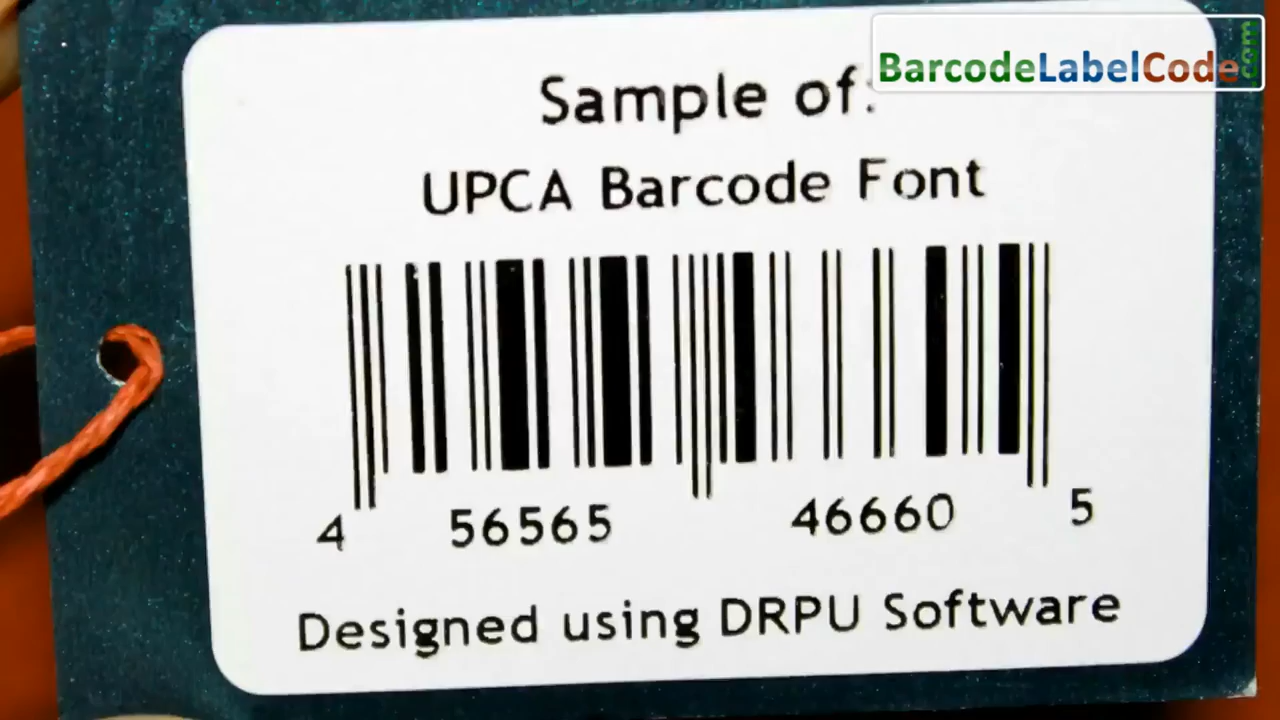 BarcodeLabelCode.com
Sample of:
UPCA Barcode Font
4 56565 46660 5
Designed using DRPU Software